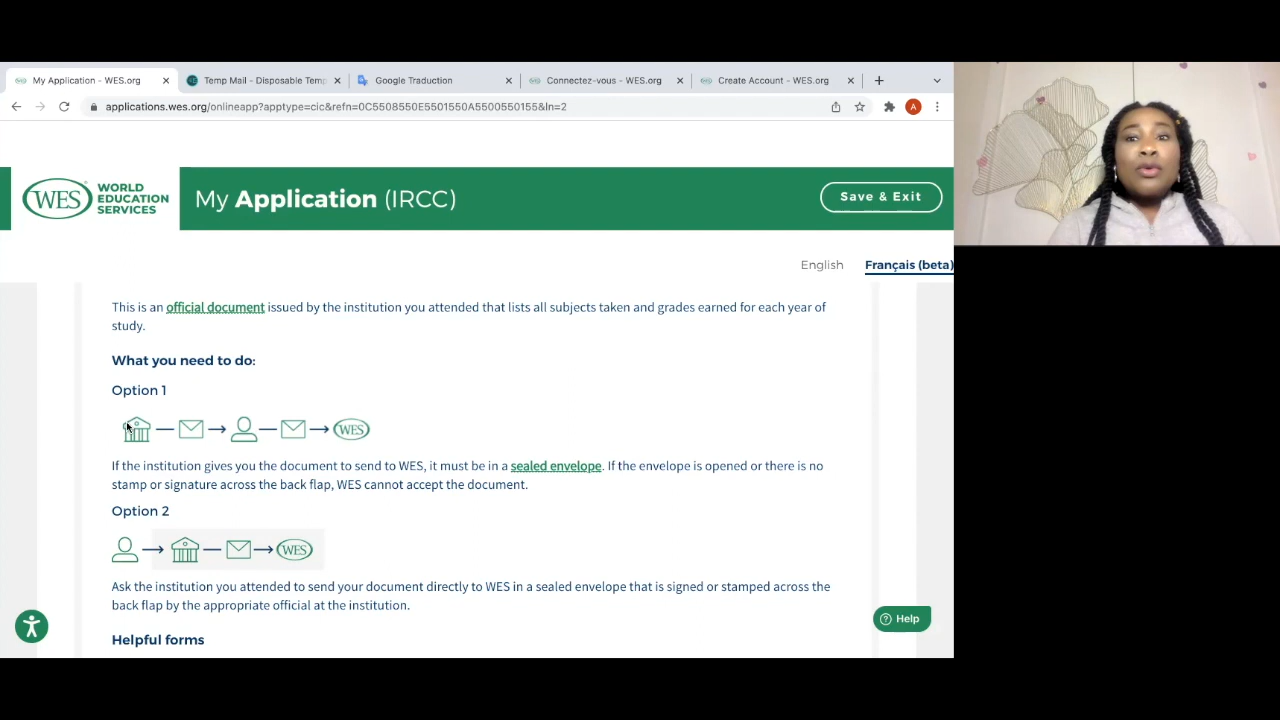 My Application - WES.org
Temp Mail - Disposable Temp
Google Traduction
Connectez-vous - WES.org
Create Account - WES.org
applications.wes.org/onlineapp?apptype=cic&refn=0C5508550E5501550A5500550155&ln=2
A
WES
WORLD
EDUCATION
SERVICES
My Application (IRCC)
Save & Exit
English
Français (beta)
This is an official document issued by the institution you attended that lists all subjects taken and grades earned for each year of
study.
What you need to do:
Option 1
WES
If the institution gives you the document to send to WES, it must be in a sealed envelope. If the envelope is opened or there is no
stamp or signature across the back flap, WES cannot accept the document.
Option 2
WES
Ask the institution you attended to send your document directly to WES in a sealed envelope that is signed or stamped across the
back flap by the appropriate official at the institution.
Help
Helpful forms